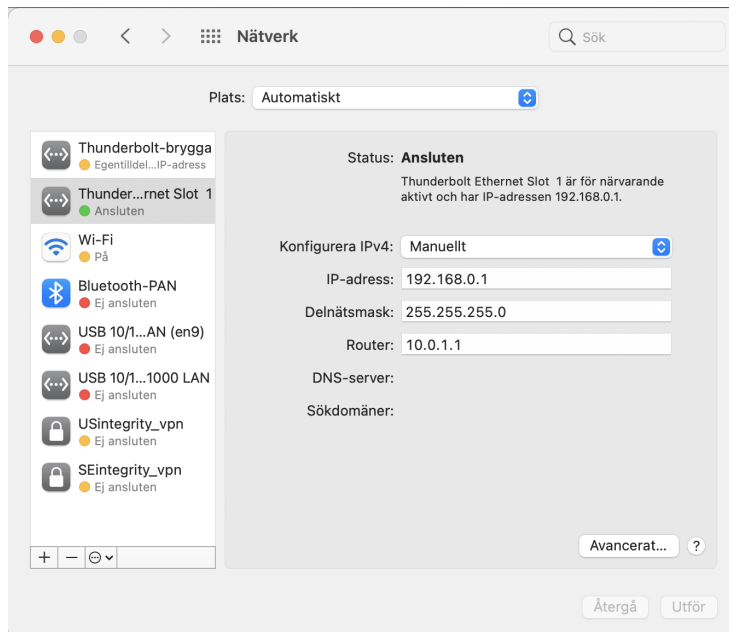 Nätverk
Sök
Plats: Automatiskt
Thunderbolt-brygga
Egentilldel...IP-adress
Thunder...rnet Slot 1
Ansluten
Wi-Fi
På
Bluetooth-PAN
Ej ansluten
USB 10/1...AN (en9)
Ej ansluten
USB 10/1...1000 LAN
Ej ansluten
USintegrity_vpn
Ej ansluten
SEintegrity_vpn
Ej ansluten
Status: Ansluten
Thunderbolt Ethernet Slot 1 är för närvarande
aktivt och har IP-adressen 192.168.0.1.
Konfigurera IPv4: Manuellt
IP-adress: 192.168.0.1
Delnätsmask: 255.255.255.0
Router: 10.0.1.1
DNS-server:
Sökdomäner:
Avancerat... ?
Återgå Utför